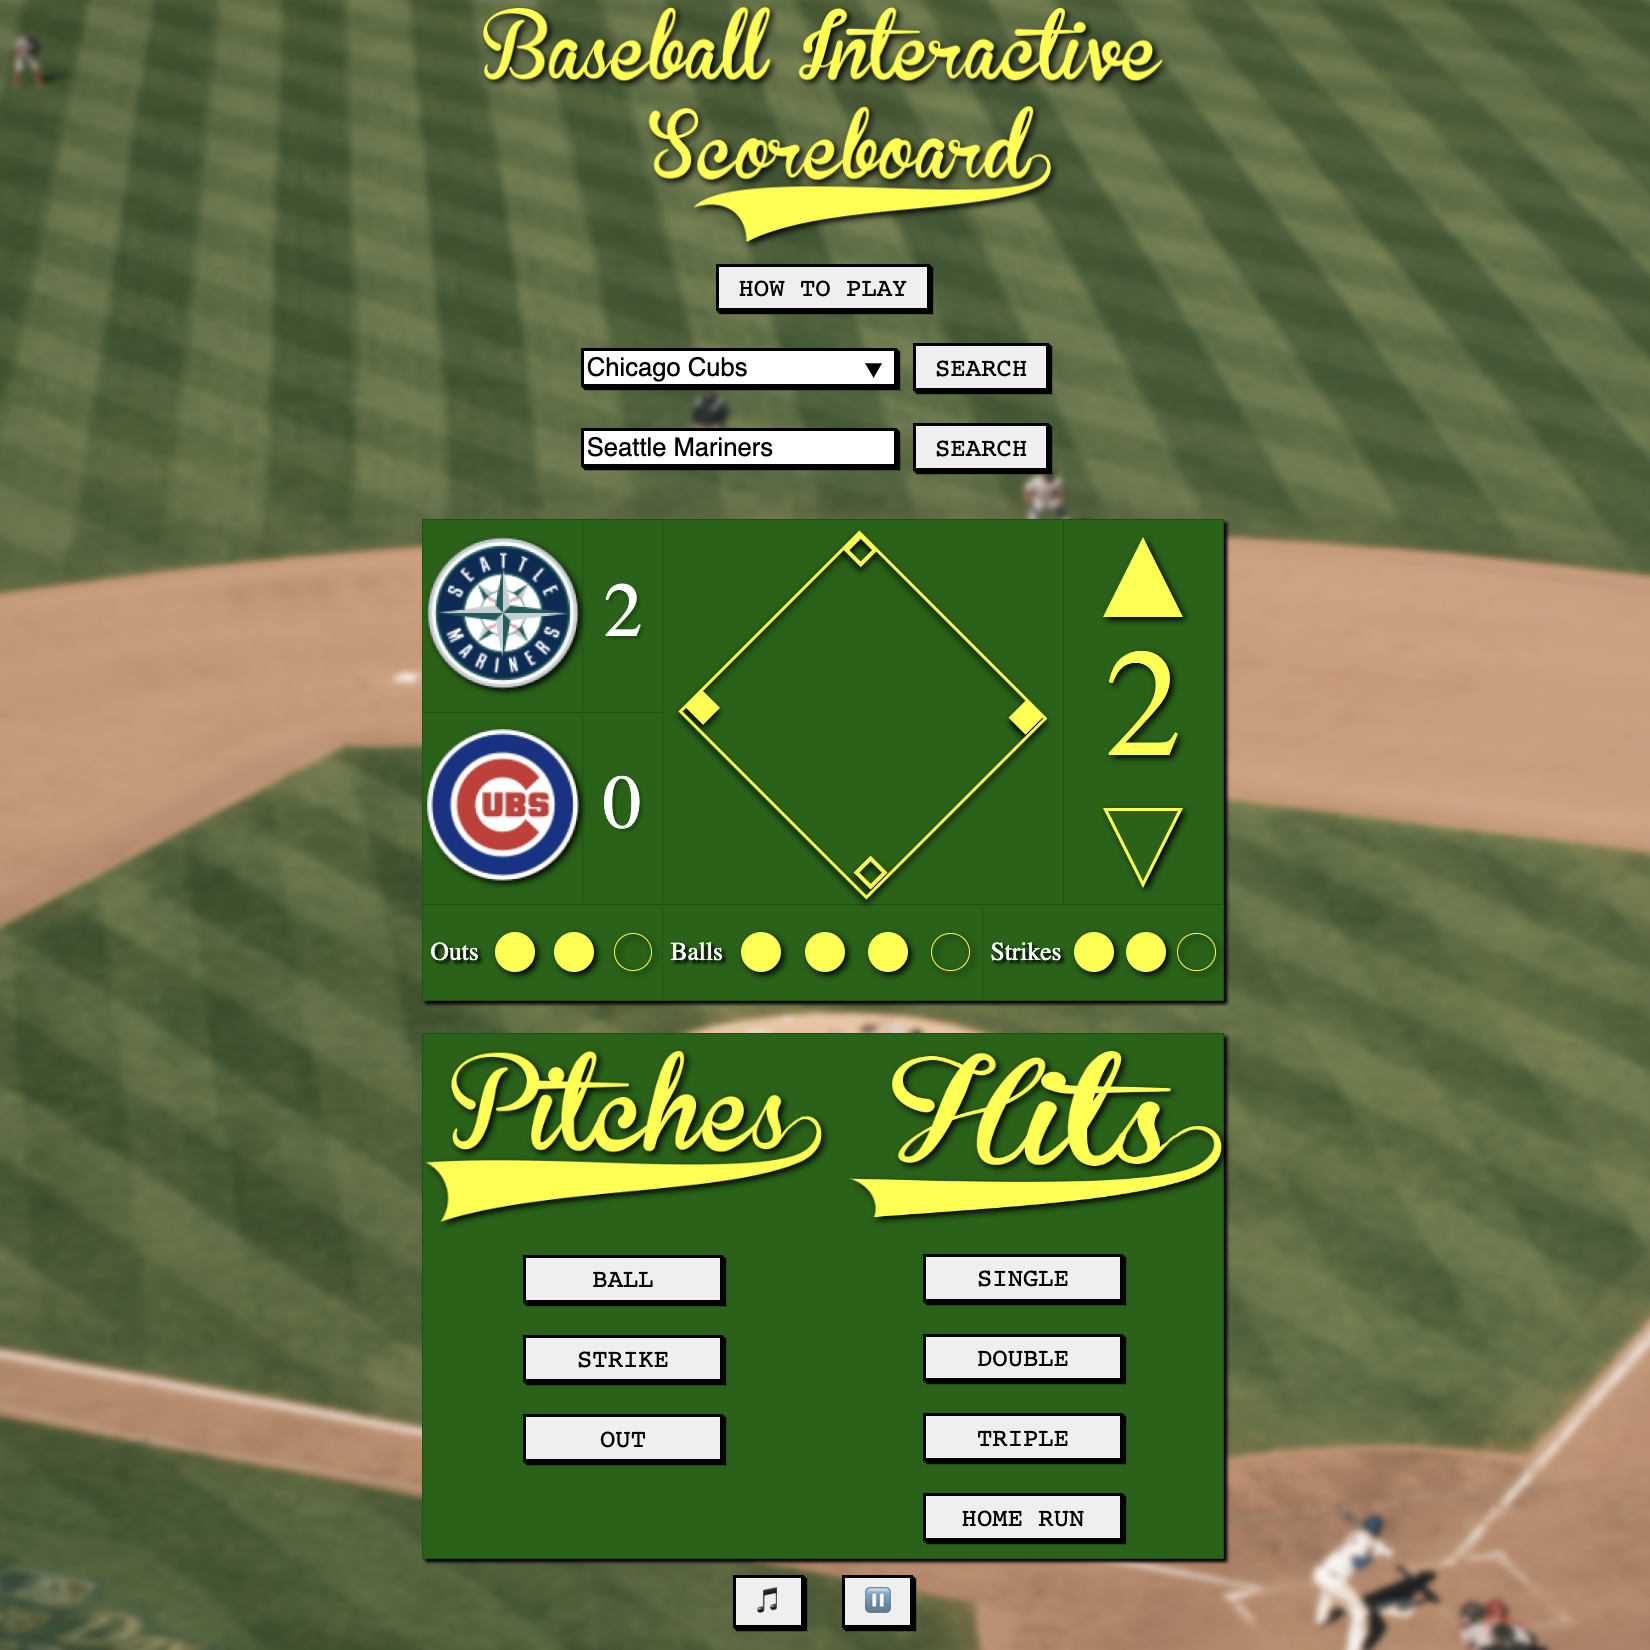 Baseball Interactive
Scoreboard
HOW TO PLAY
Chicago Cubs ▼
SEARCH
Seattle Mariners
SEARCH
SEATTLE
MARINERS
2
CUBS
0
2
Outs
Balls
Strikes
Pitches
Hits
BALL
SINGLE
STRIKE
DOUBLE
OUT
TRIPLE
HOME RUN